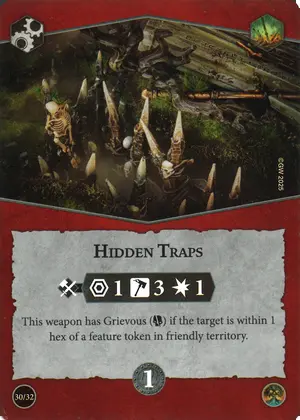 ©GW 2025
HIDDEN TRAPS
1 3 1
This weapon has Grievous () if the target is within 1
hex of a feature token in friendly territory.
1
30/32